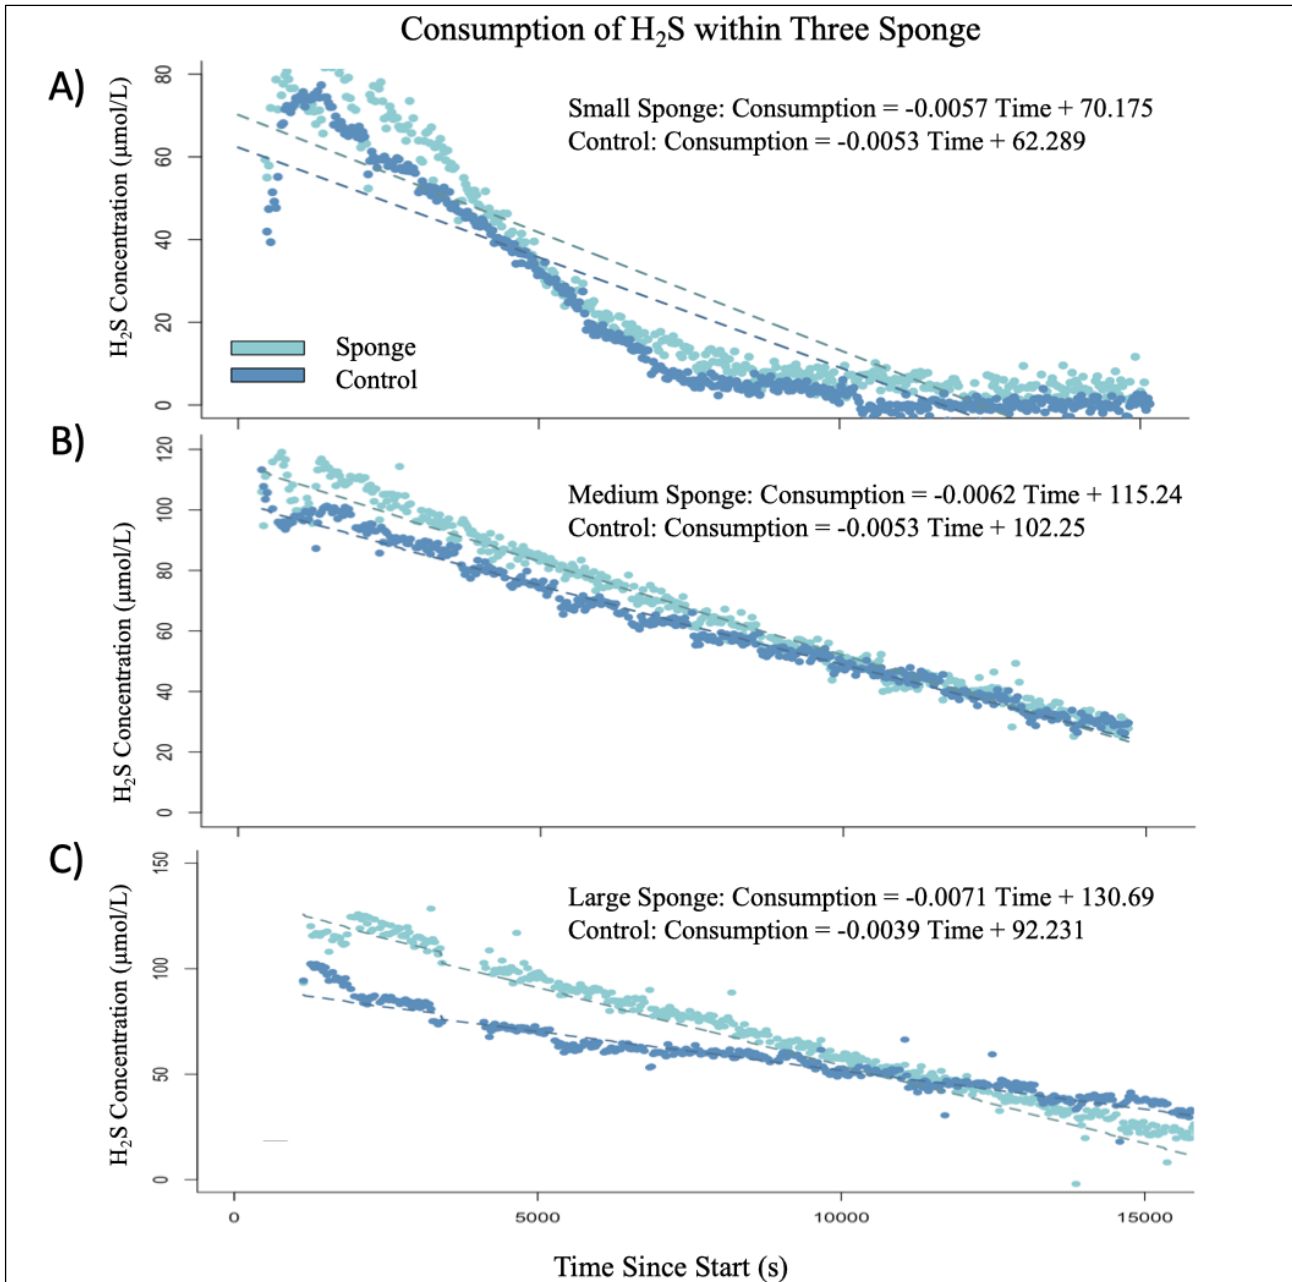 Consumption of H₂S within Three Sponge
A)
H₂S Concentration (µmol/L)
80
60
40
20
0
Small Sponge: Consumption = -0.0057 Time + 70.175
Control: Consumption = -0.0053 Time + 62.289
Sponge
Control
B)
H₂S Concentration (µmol/L)
120
100
80
60
40
20
0
Medium Sponge: Consumption = -0.0062 Time + 115.24
Control: Consumption = -0.0053 Time + 102.25
C)
H₂S Concentration (µmol/L)
150
100
50
0
Large Sponge: Consumption = -0.0071 Time + 130.69
Control: Consumption = -0.0039 Time + 92.231
0 5000 10000 15000
Time Since Start (s)